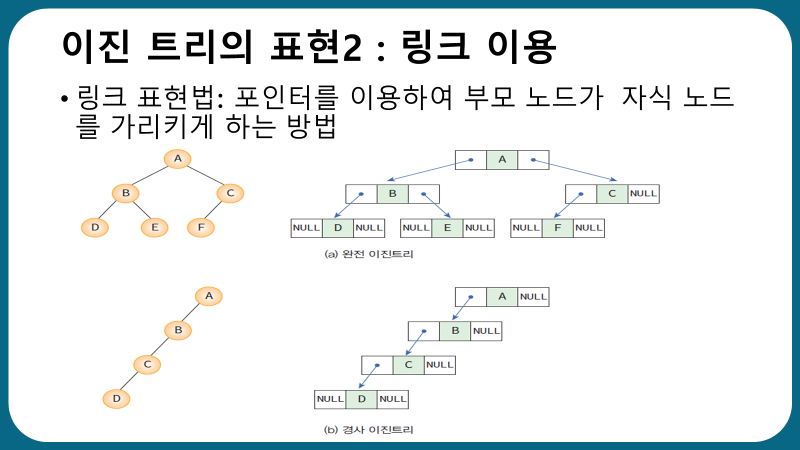 이진 트리의 표현2 : 링크 이용
• 링크 표현법: 포인터를 이용하여 부모 노드가 자식 노드
를 가리키게 하는 방법
A
B C
D E F
A
B C NULL
NULL D NULL NULL E NULL NULL F NULL
(a) 완전 이진트리
A
B
C
D
A NULL
B NULL
C NULL
NULL D NULL
(b) 경사 이진트리